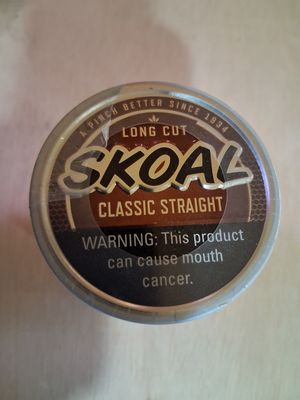 A PINCH BETTER SINCE 1934
LONG CUT
SKOAL
CLASSIC STRAIGHT
WARNING: This product
can cause mouth
cancer.